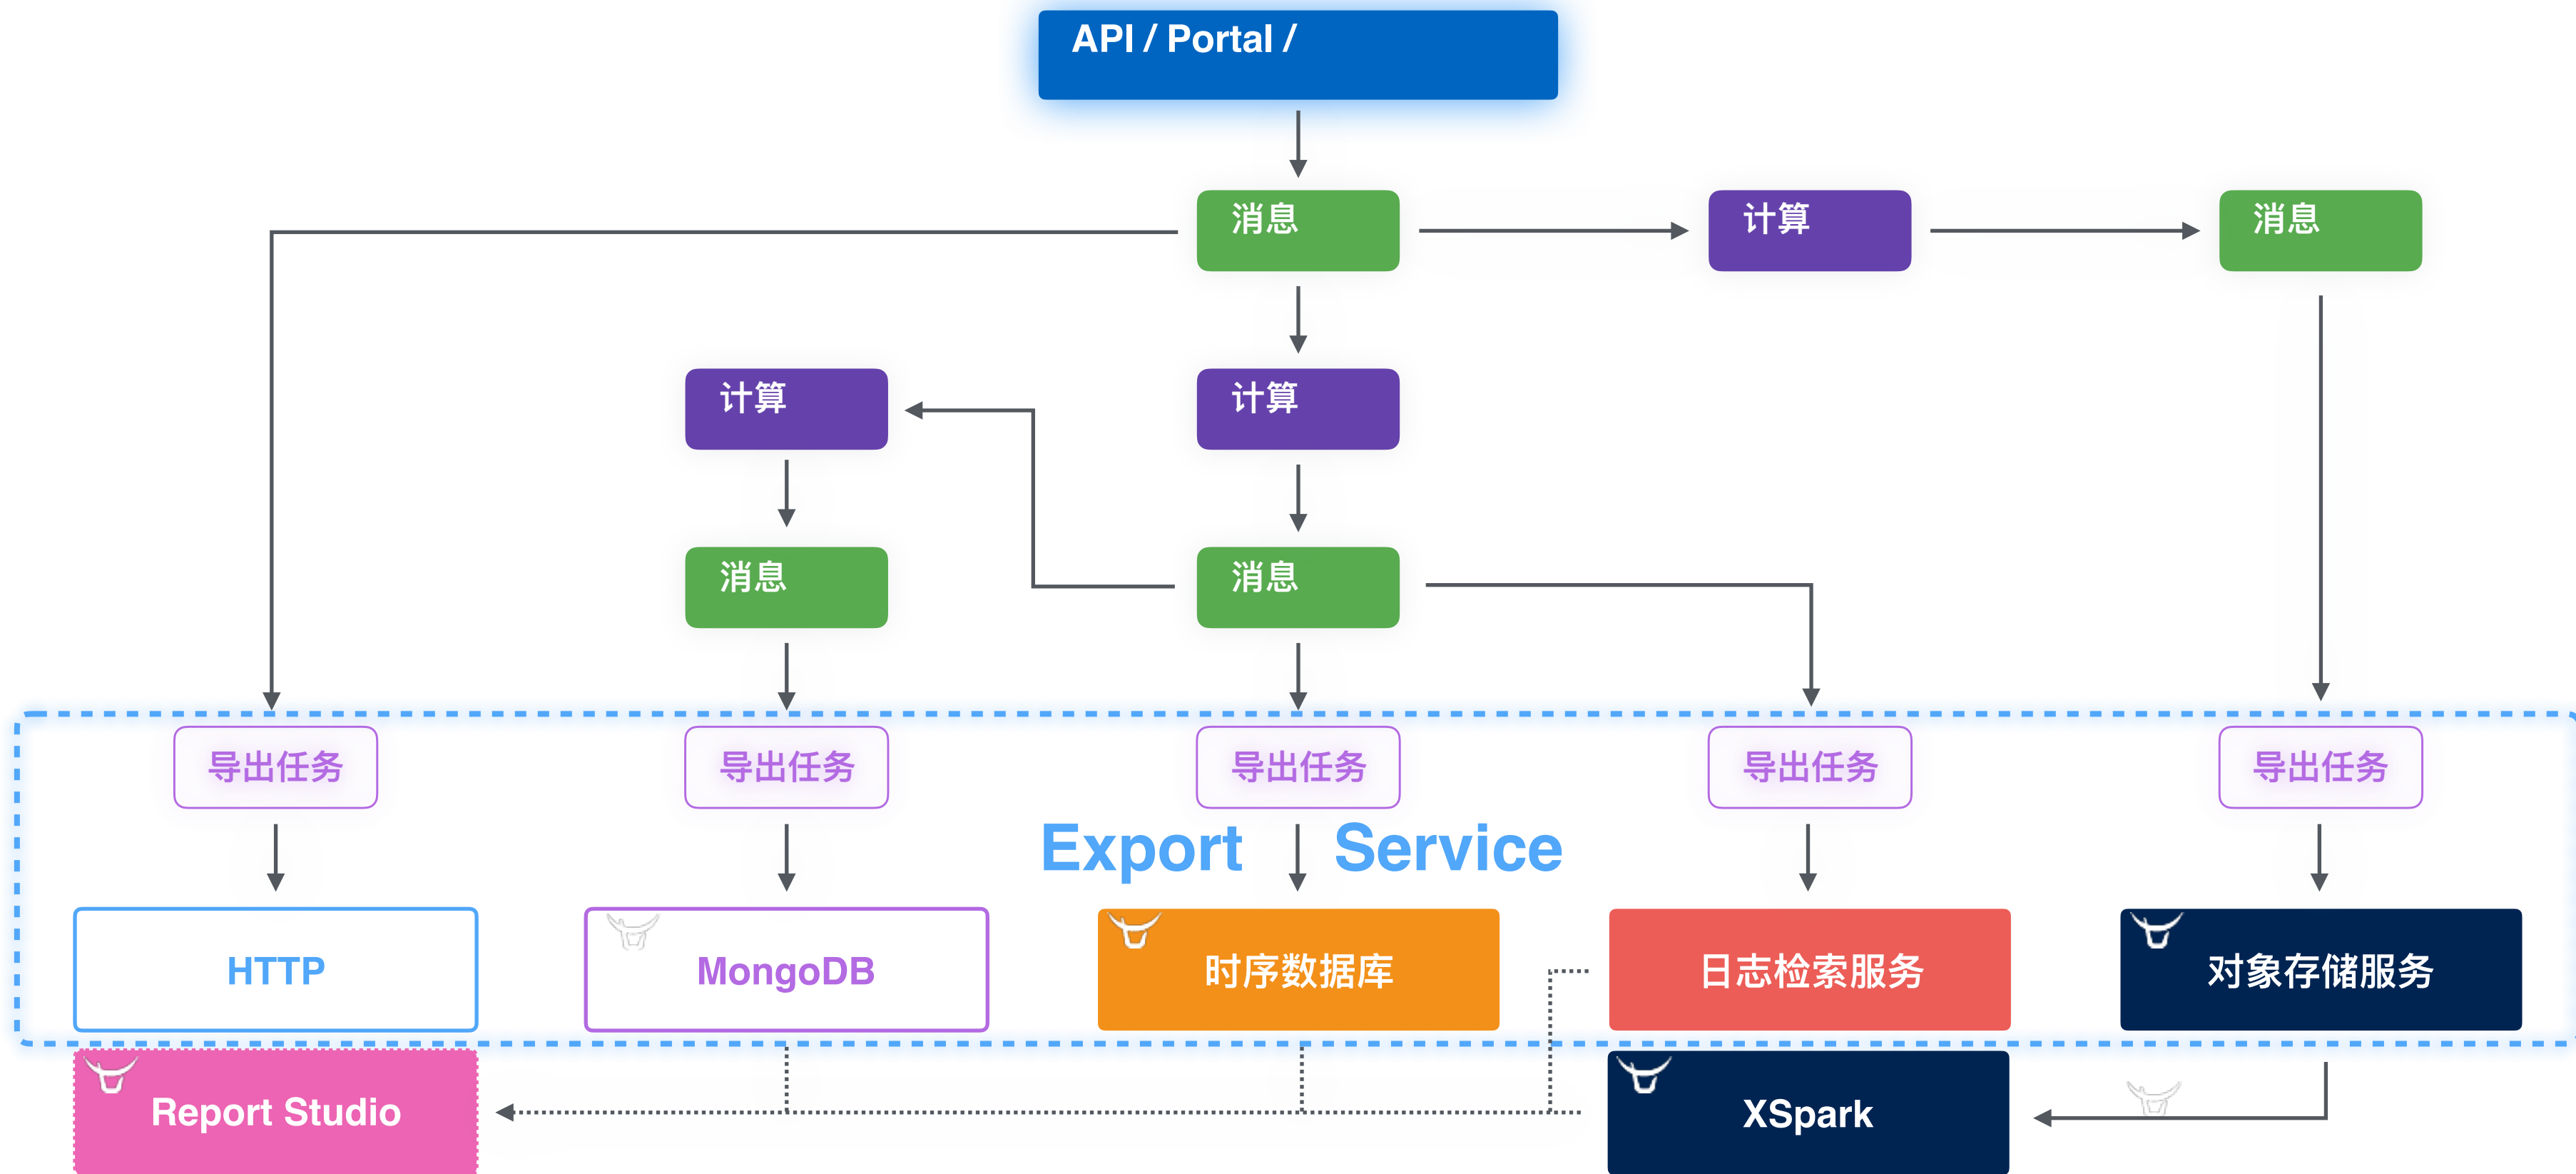 API / Portal /
消息
计算
消息
计算
计算
消息
消息
导出任务
导出任务
导出任务
导出任务
导出任务
Export Service
HTTP
MongoDB
时序数据库
日志检索服务
对象存储服务
Report Studio
XSpark